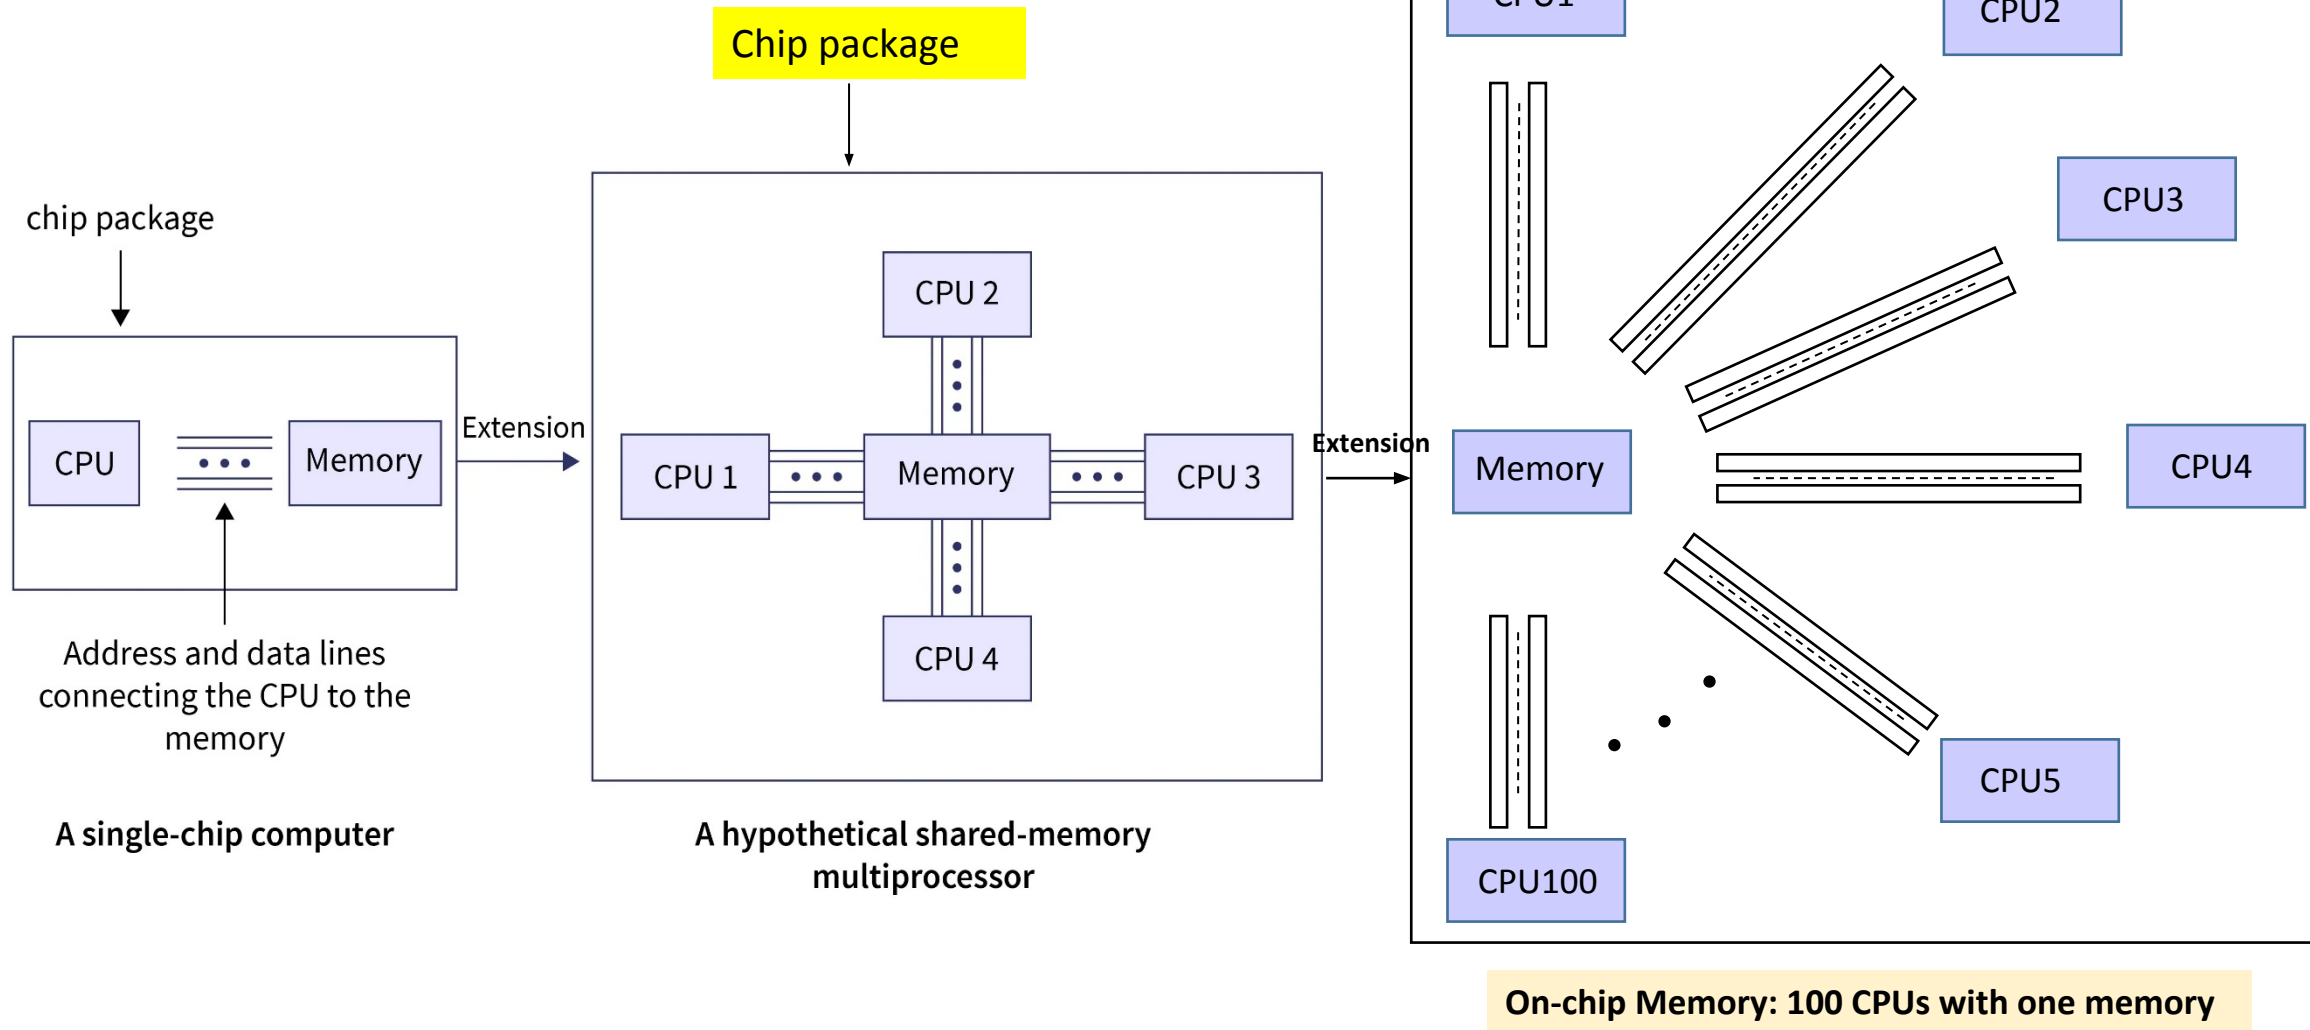 Chip package
chip package
CPU
Memory
Extension
Address and data lines
connecting the CPU to the
memory
A single-chip computer
CPU 2
CPU 1
Memory
CPU 3
CPU 4
A hypothetical shared-memory
multiprocessor
Extension
CPU1
CPU2
CPU3
Memory
CPU4
CPU5
CPU100
On-chip Memory: 100 CPUs with one memory